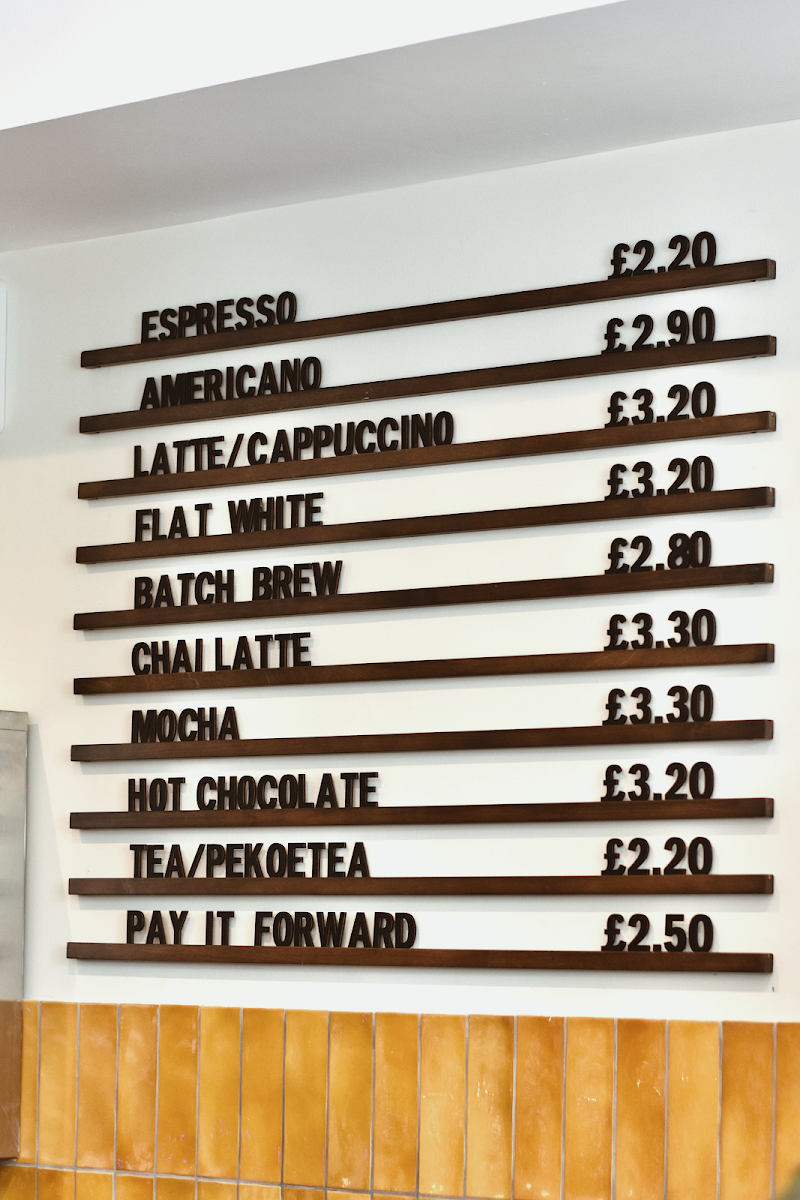 ESPRESSO £2.20
AMERICANO £2.90
LATTE/CAPPUCCINO £3.20
FLAT WHITE £3.20
BATCH BREW £2.80
CHAI LATTE £3.30
MOCHA £3.30
HOT CHOCOLATE £3.20
TEA/PEKOETEA £2.20
PAY IT FORWARD £2.50